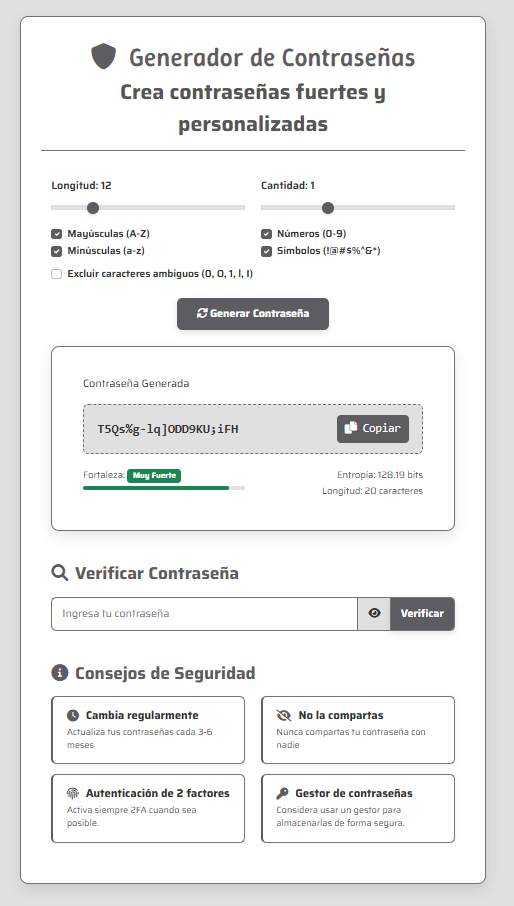 Generador de Contraseñas
Crea contraseñas fuertes y
personalizadas
Longitud: 12
Cantidad: 1
Mayúsculas (A-Z)
Números (0-9)
Minúsculas (a-z)
Símbolos (!@#$%^&*)
Excluir caracteres ambiguos (0, O, 1, l, I)
Generar Contraseña
Contraseña Generada
T5Qs%g-lq]ODD9KU;iFH
Copiar
Fortaleza: Muy Fuerte
Entropía: 128.19 bits
Longitud: 20 caracteres
Verificar Contraseña
Ingresa tu contraseña
Verificar
Consejos de Seguridad
Cambia regularmente
Actualiza tus contraseñas cada 3-6
meses
No la compartas
Nunca compartas tu contraseña con
nadie
Autenticación de 2 factores
Activa siempre 2FA cuando sea
posible.
Gestor de contraseñas
Considera usar un gestor para
almacenarlas de forma segura.